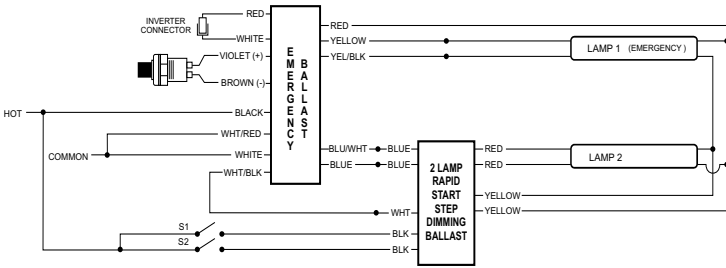 INVERTER
CONNECTOR
RED
WHITE
VIOLET (+)
BROWN (-)
HOT
BLACK
WHT/RED
COMMON
WHITE
WHT/BLK
EMERGENCY
BALLAST
RED
YELLOW
YEL/BLK
LAMP 1 (EMERGENCY )
BLU/WHT
BLUE
BLUE
BLUE
2 LAMP
RAPID
START
STEP
DIMMING
BALLAST
RED
RED
LAMP 2
YELLOW
YELLOW
WHT
S1
BLK
S2
BLK